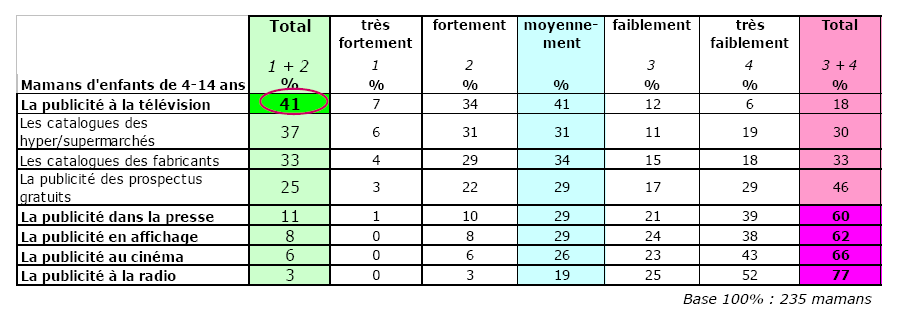 Total très fortement moyenne- faiblement très Total
fortement ment faiblement
1 + 2 1 2 3 4 3 + 4
Mamans d'enfants de 4-14 ans % % % % % % %
La publicité à la télévision 41 7 34 41 12 6 18
Les catalogues des
hyper/supermarchés 37 6 31 31 11 19 30
Les catalogues des fabricants 33 4 29 34 15 18 33
La publicité des prospectus
gratuits 25 3 22 29 17 29 46
La publicité dans la presse 11 1 10 29 21 39 60
La publicité en affichage 8 0 8 29 24 38 62
La publicité au cinéma 6 0 6 26 23 43 66
La publicité à la radio 3 0 3 19 25 52 77
Base 100% : 235 mamans